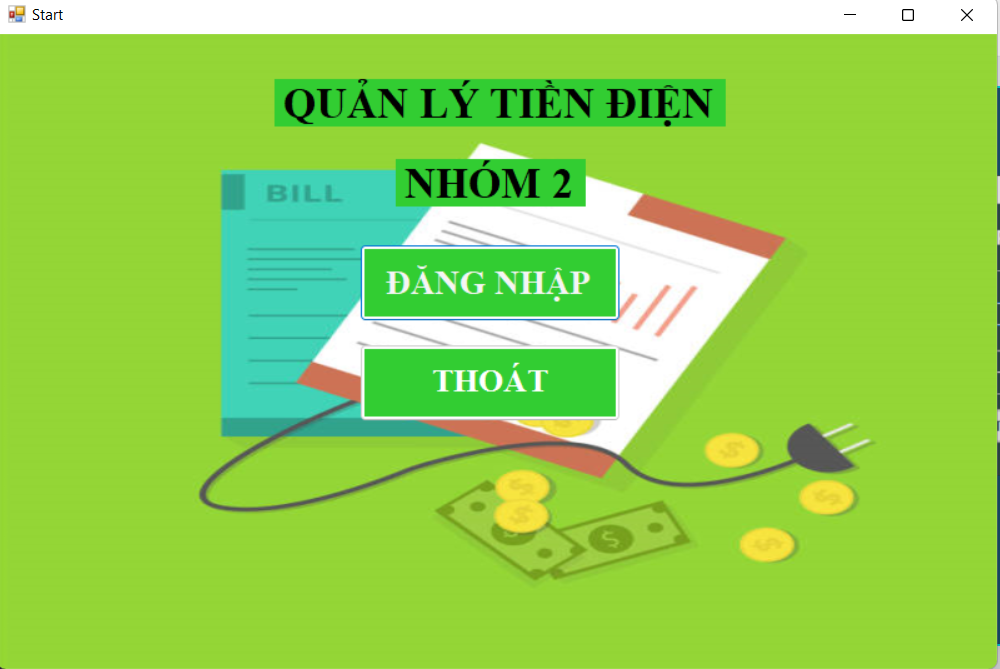 Start
QUẢN LÝ TIỀN ĐIỆN
NHÓM 2
BILL
ĐĂNG NHẬP
THOÁT